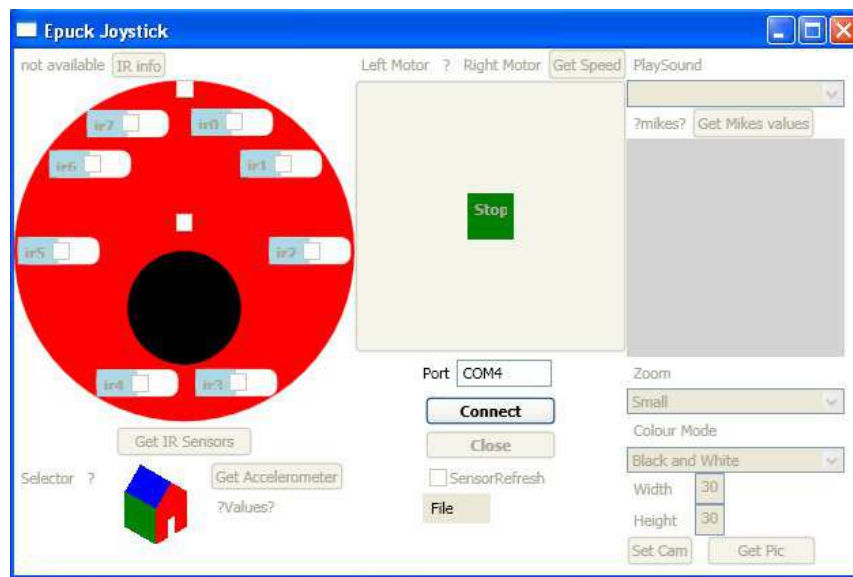 Epuck Joystick
not available IR info Left Motor ? Right Motor Get Speed PlaySound
?mikes? Get Mikes values
ir7 ir0
ir6 ir1
Stop
ir5 ir2
ir4 ir3
Port COM4
Zoom
Small
Connect
Colour Mode
Get IR Sensors Close
Black and White
Selector ? Get Accelerometer SensorRefresh
Width 30
?Values? File
Height 30
Set Cam Get Pic